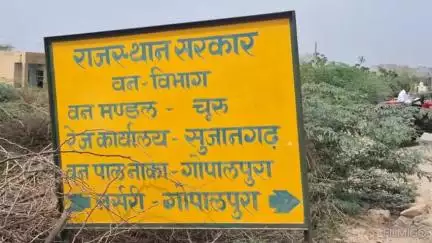 राजस्थान सरकार
वन-विभाग
वन मण्डल - चूरु
रेंज कार्यालय - सुजानगढ़
वन पाल नाका - गोपालपुरा
नर्सरी - गोपालपुरा